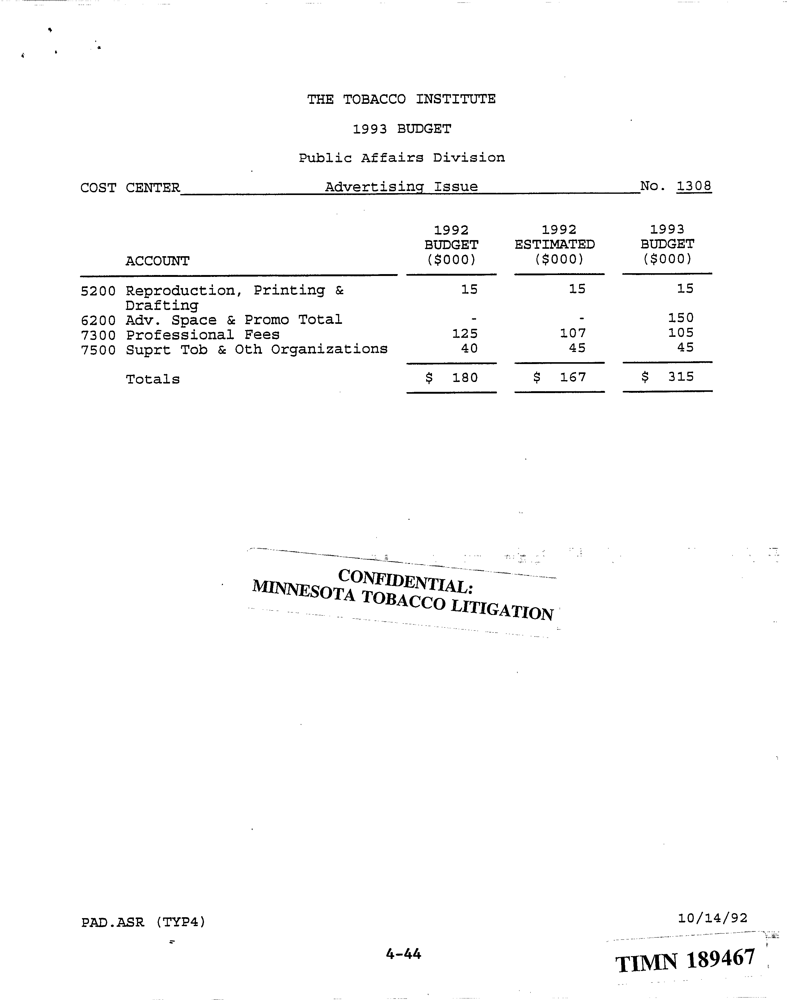 THE TOBACCO INSTITUTE
1993 BUDGET
Public Affairs Division
COST CENTER Advertising Issue No. 1308
1992 1992 1993
BUDGET ESTIMATED BUDGET
ACCOUNT ($000) ($000) ($000)
5200 Reproduction, Printing & 15 15 15
Drafting
6200 Adv. Space & Promo Total - - 150
7300 Professional Fees 125 107 105
7500 Suprt Tob & Oth Organizations 40 45 45
Totals $ 180 $ 167 $ 315
CONFIDENTIAL:
MINNESOTA TOBACCO LITIGATION
PAD.ASR (TYP4) 10/14/92
4-44
TIMN 189467